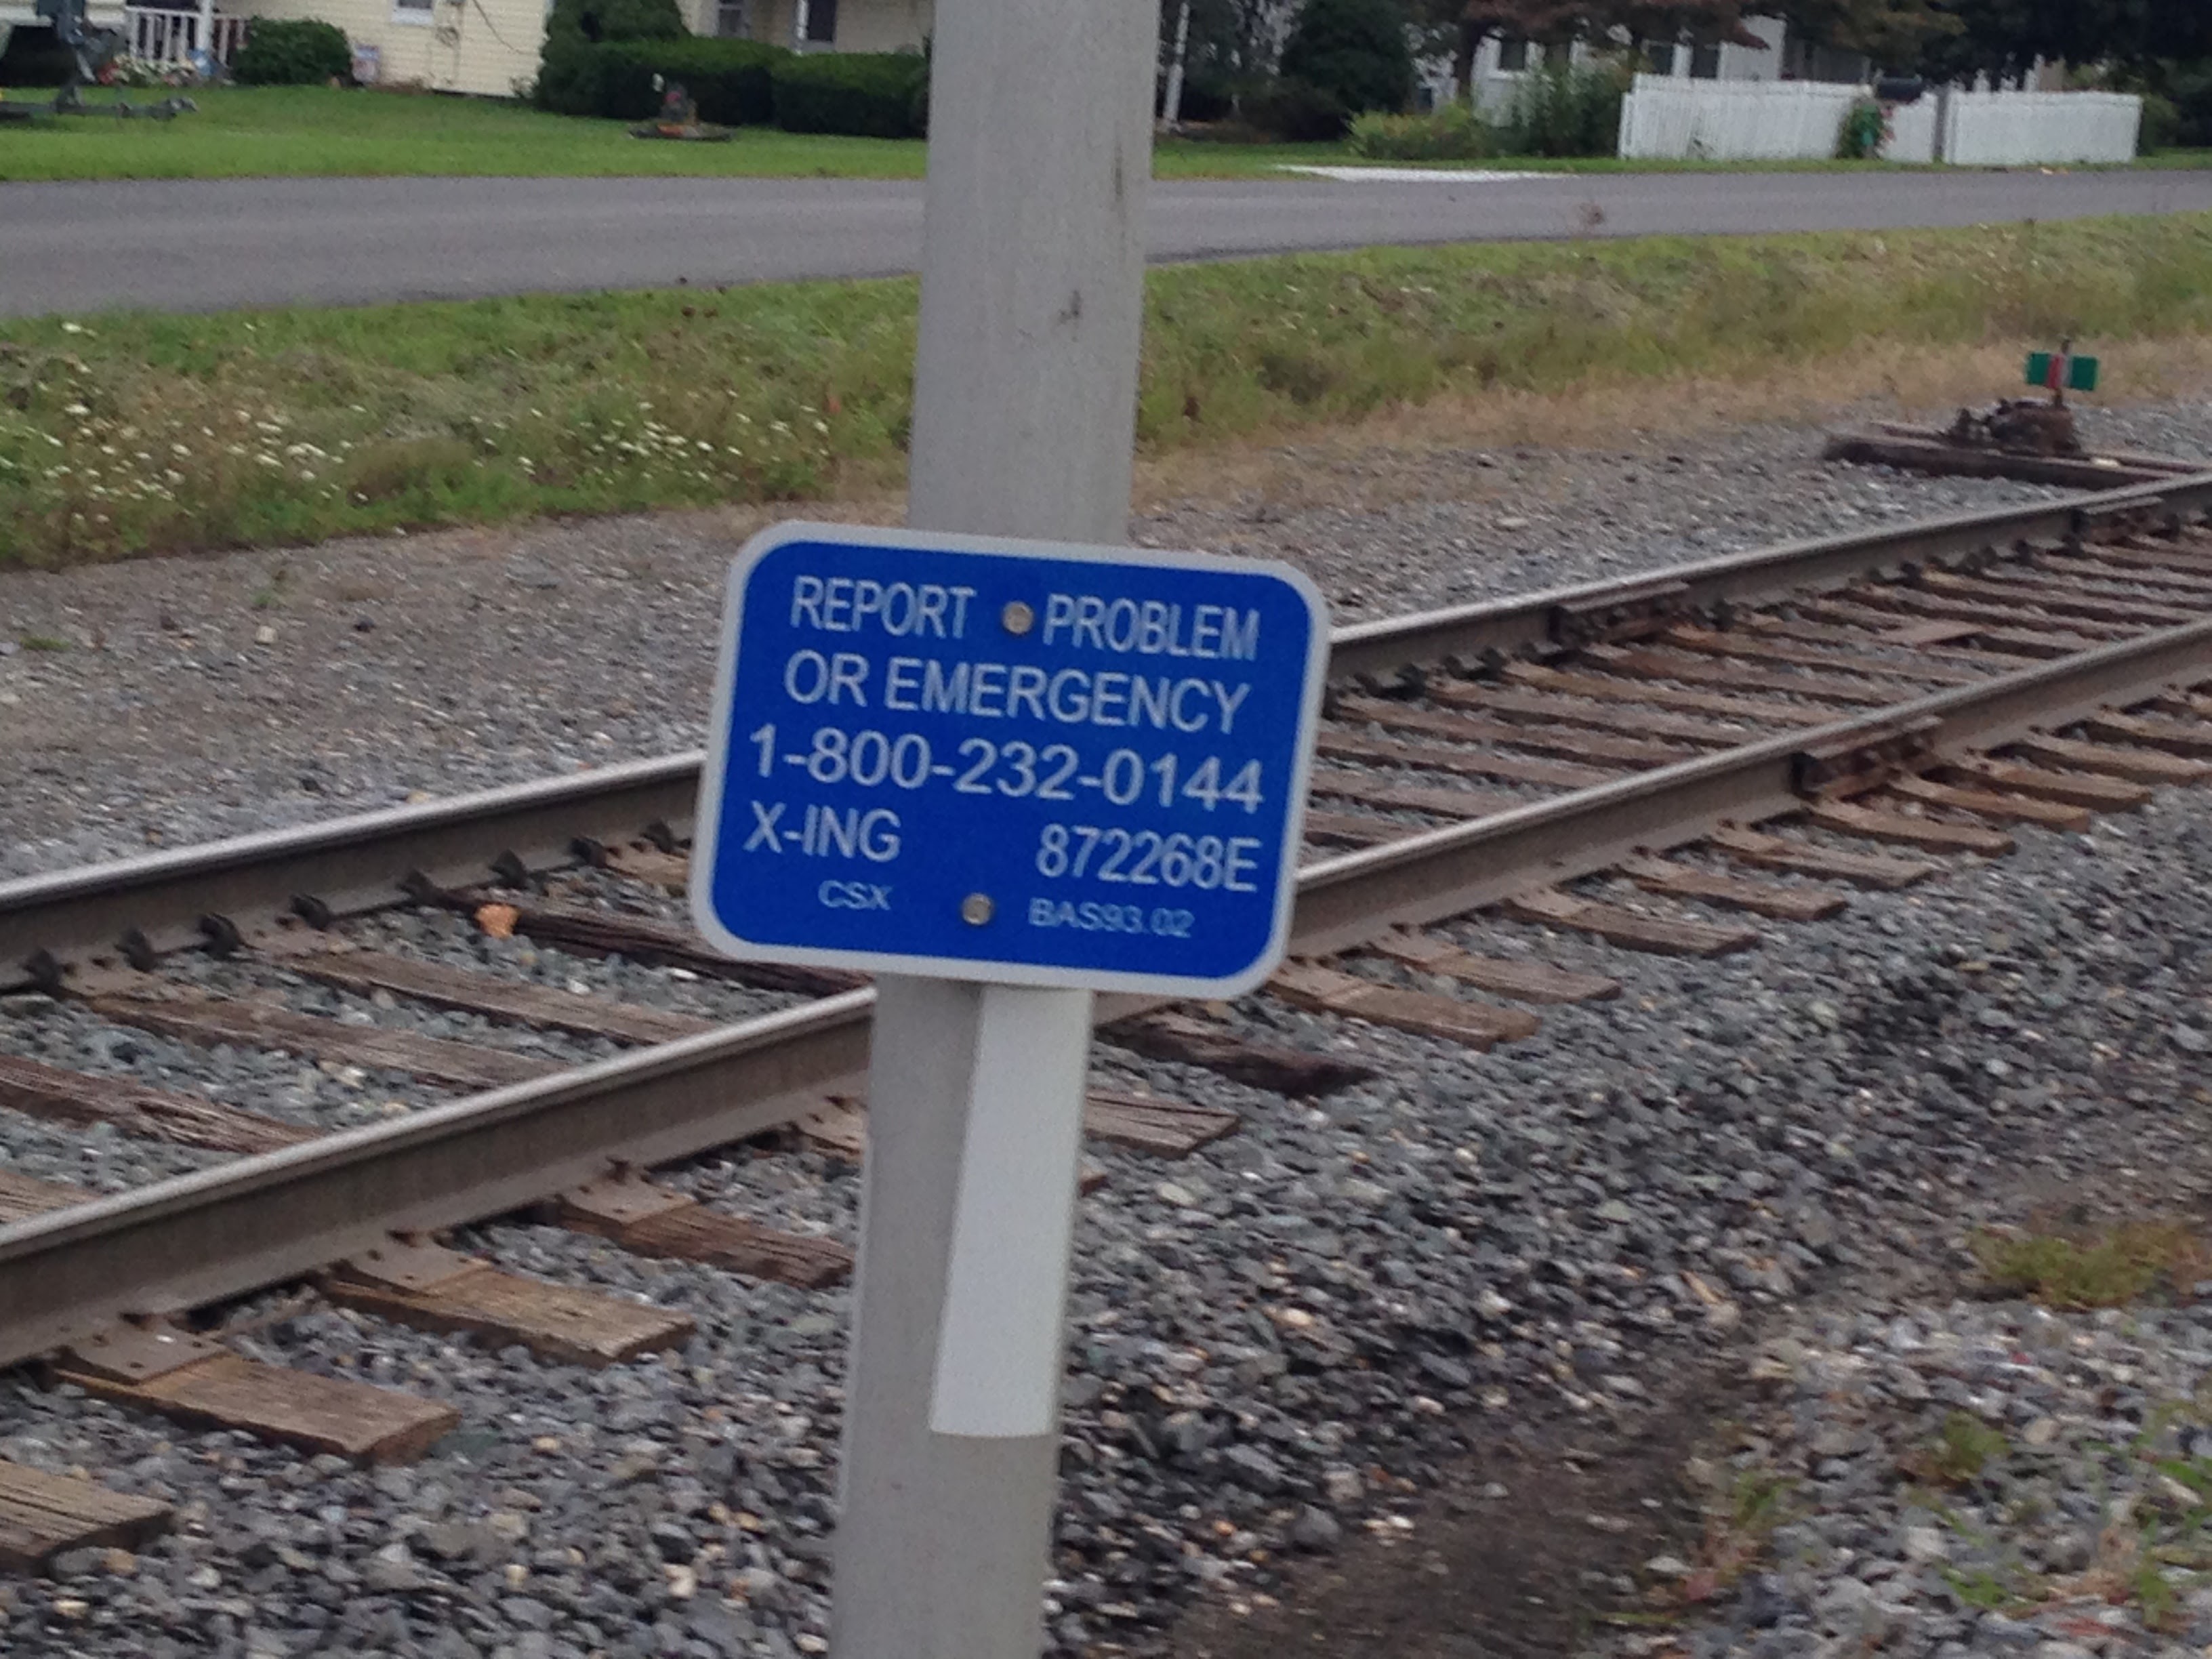 REPORT PROBLEM
OR EMERGENCY
1-800-232-0144
X-ING 872268E
CSX BAS93.02